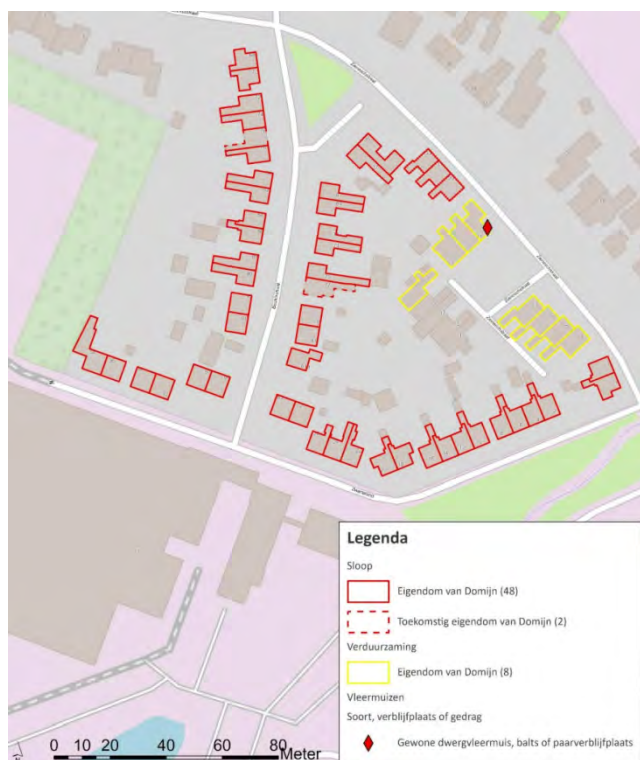 Legenda
Sloop
Eigendom van Domijn (48)
Toekomstig eigendom van Domijn (2)
Verduurzaming
Eigendom van Domijn (8)
Vleermuizen
Soort, verblijfplaats of gedrag
Gewone dwergvleermuis, balts of paarverblijfplaats
0 10 20 40 60 80 Meter